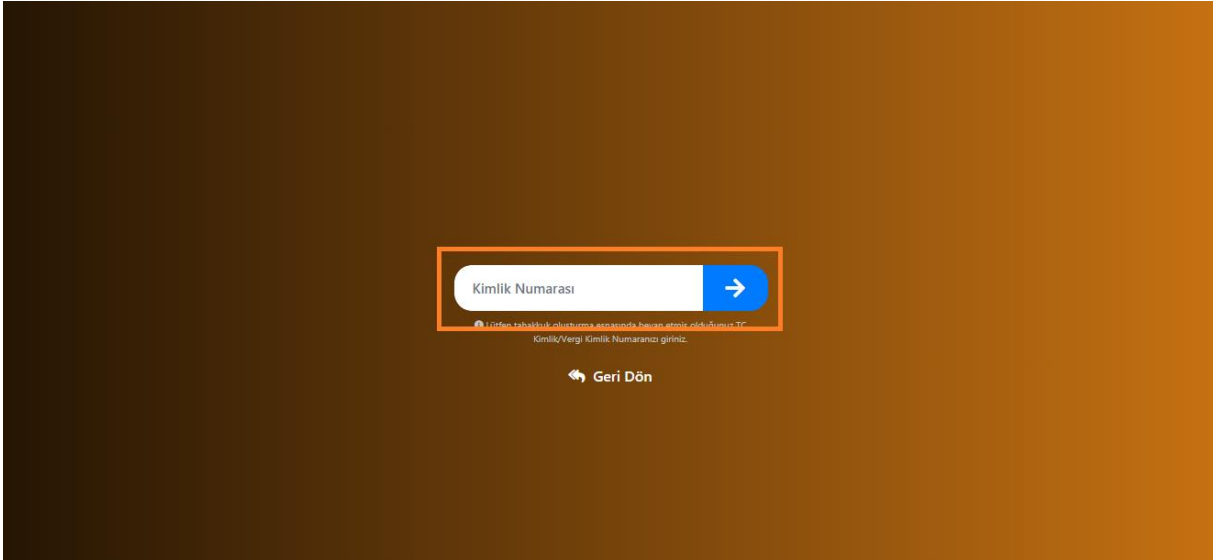 Kimlik Numarası
Lütfen tahakkuk oluşturma esnasında beyan etmiş olduğunuz TC
Kimlik/Vergi Kimlik Numaranızı giriniz.
Geri Dön